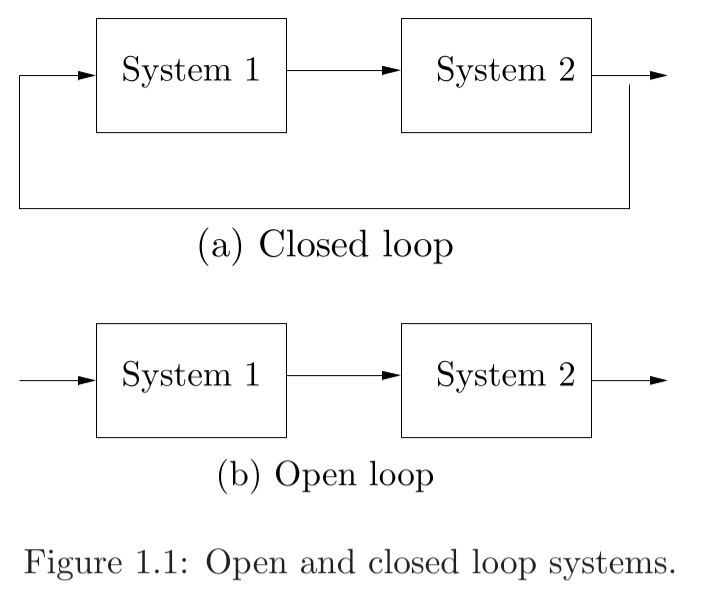 System 1 System 2
(a) Closed loop
System 1 System 2
(b) Open loop
Figure 1.1: Open and closed loop systems.